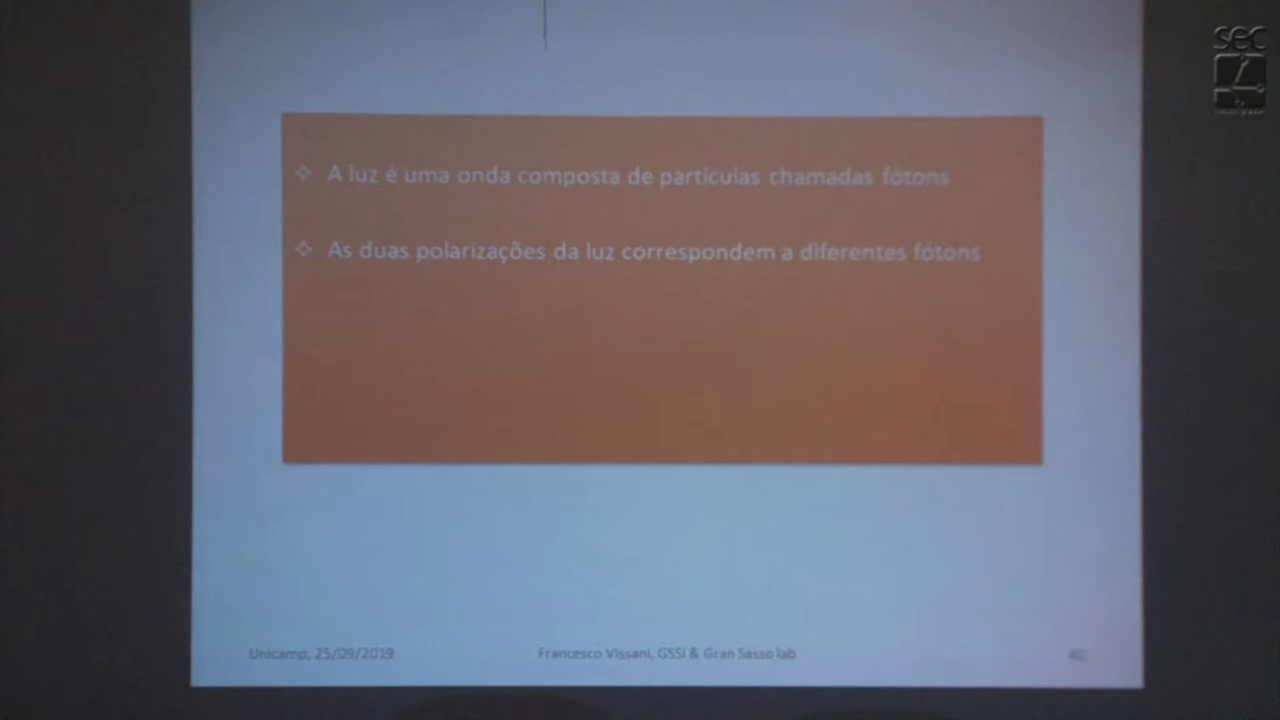 sec
✧ A luz é uma onda composta de partículas chamadas fótons
✧ As duas polarizações da luz correspondem a diferentes fótons
Unicamp, 25/09/2019
Francesco Vissani, GSSI & Gran Sasso lab